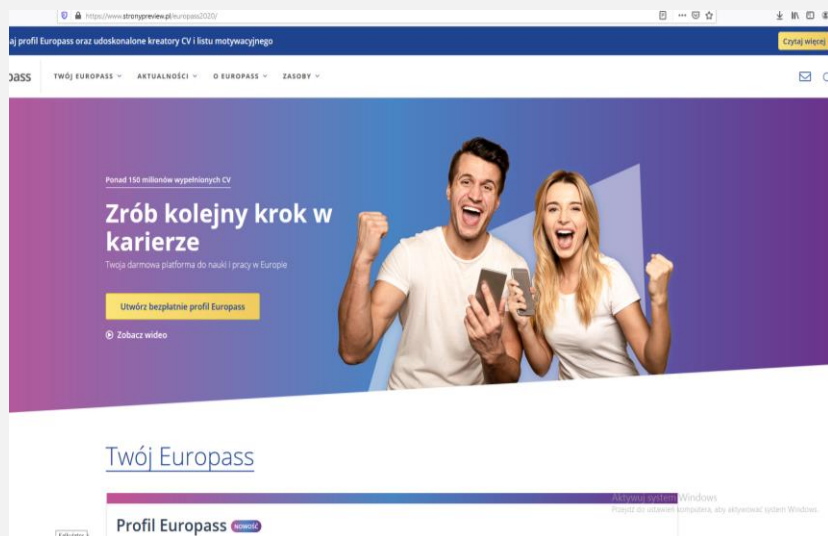 https://www.stronypreview.pl/europass2020/
aj profil Europass oraz udoskonalone kreatory CV i listu motywacyjnego
Czytaj więcej
pass
TWÓJ EUROPASS
AKTUALNOŚCI
O EUROPASS
ZASOBY
Ponad 150 milionów wypełnionych CV
Zrób kolejny krok w
karierze
Twoja darmowa platforma do nauki i pracy w Europie
Utwórz bezpłatnie profil Europass
Zobacz wideo
Twój Europass
Aktywuj system Windows
Przejdź do ustawień komputera, aby aktywować system Windows.
Profil Europass NOWOŚĆ